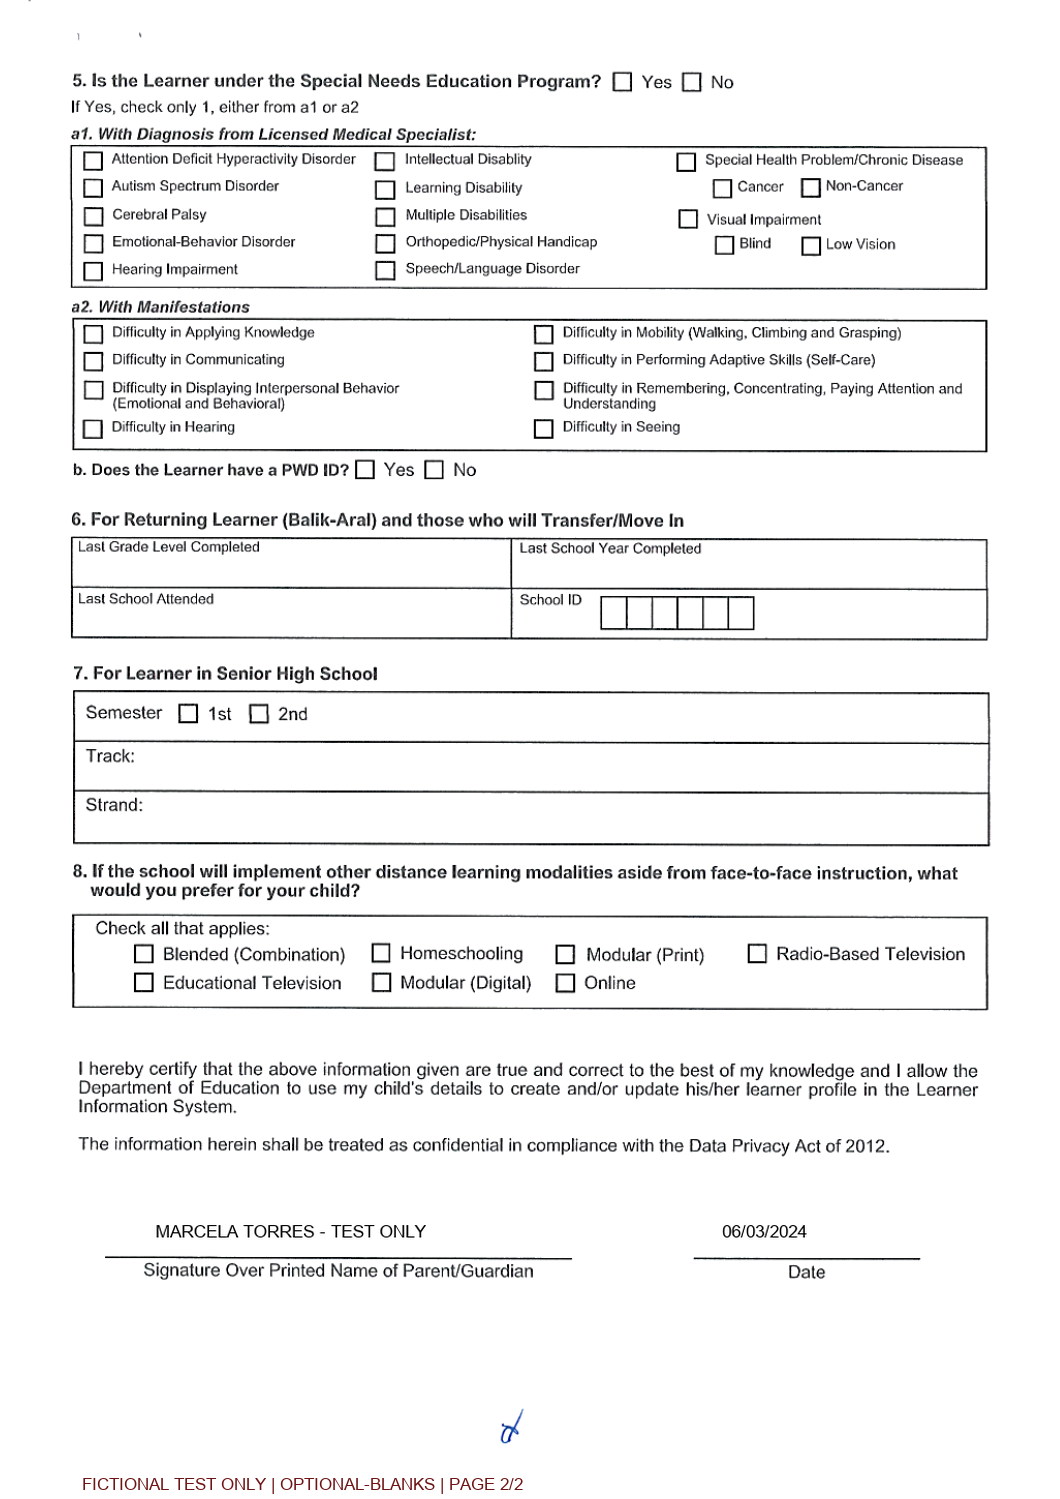 5. Is the Learner under the Special Needs Education Program? ☐ Yes ☐ No
If Yes, check only 1, either from a1 or a2
a1. With Diagnosis from Licensed Medical Specialist:
☐ Attention Deficit Hyperactivity Disorder ☐ Intellectual Disablity ☐ Special Health Problem/Chronic Disease
☐ Autism Spectrum Disorder ☐ Learning Disability ☐ Cancer ☐ Non-Cancer
☐ Cerebral Palsy ☐ Multiple Disabilities ☐ Visual Impairment
☐ Emotional-Behavior Disorder ☐ Orthopedic/Physical Handicap ☐ Blind ☐ Low Vision
☐ Hearing Impairment ☐ Speech/Language Disorder
a2. With Manifestations
☐ Difficulty in Applying Knowledge ☐ Difficulty in Mobility (Walking, Climbing and Grasping)
☐ Difficulty in Communicating ☐ Difficulty in Performing Adaptive Skills (Self-Care)
☐ Difficulty in Displaying Interpersonal Behavior ☐ Difficulty in Remembering, Concentrating, Paying Attention and
(Emotional and Behavioral) Understanding
☐ Difficulty in Hearing ☐ Difficulty in Seeing
b. Does the Learner have a PWD ID? ☐ Yes ☐ No
6. For Returning Learner (Balik-Aral) and those who will Transfer/Move In
Last Grade Level Completed Last School Year Completed
Last School Attended School ID
7. For Learner in Senior High School
Semester ☐ 1st ☐ 2nd
Track:
Strand:
8. If the school will implement other distance learning modalities aside from face-to-face instruction, what
would you prefer for your child?
Check all that applies:
☐ Blended (Combination) ☐ Homeschooling ☐ Modular (Print) ☐ Radio-Based Television
☐ Educational Television ☐ Modular (Digital) ☐ Online
I hereby certify that the above information given are true and correct to the best of my knowledge and I allow the
Department of Education to use my child's details to create and/or update his/her learner profile in the Learner
Information System.
The information herein shall be treated as confidential in compliance with the Data Privacy Act of 2012.
MARCELA TORRES - TEST ONLY 06/03/2024
Signature Over Printed Name of Parent/Guardian Date
FICTIONAL TEST ONLY | OPTIONAL-BLANKS | PAGE 2/2